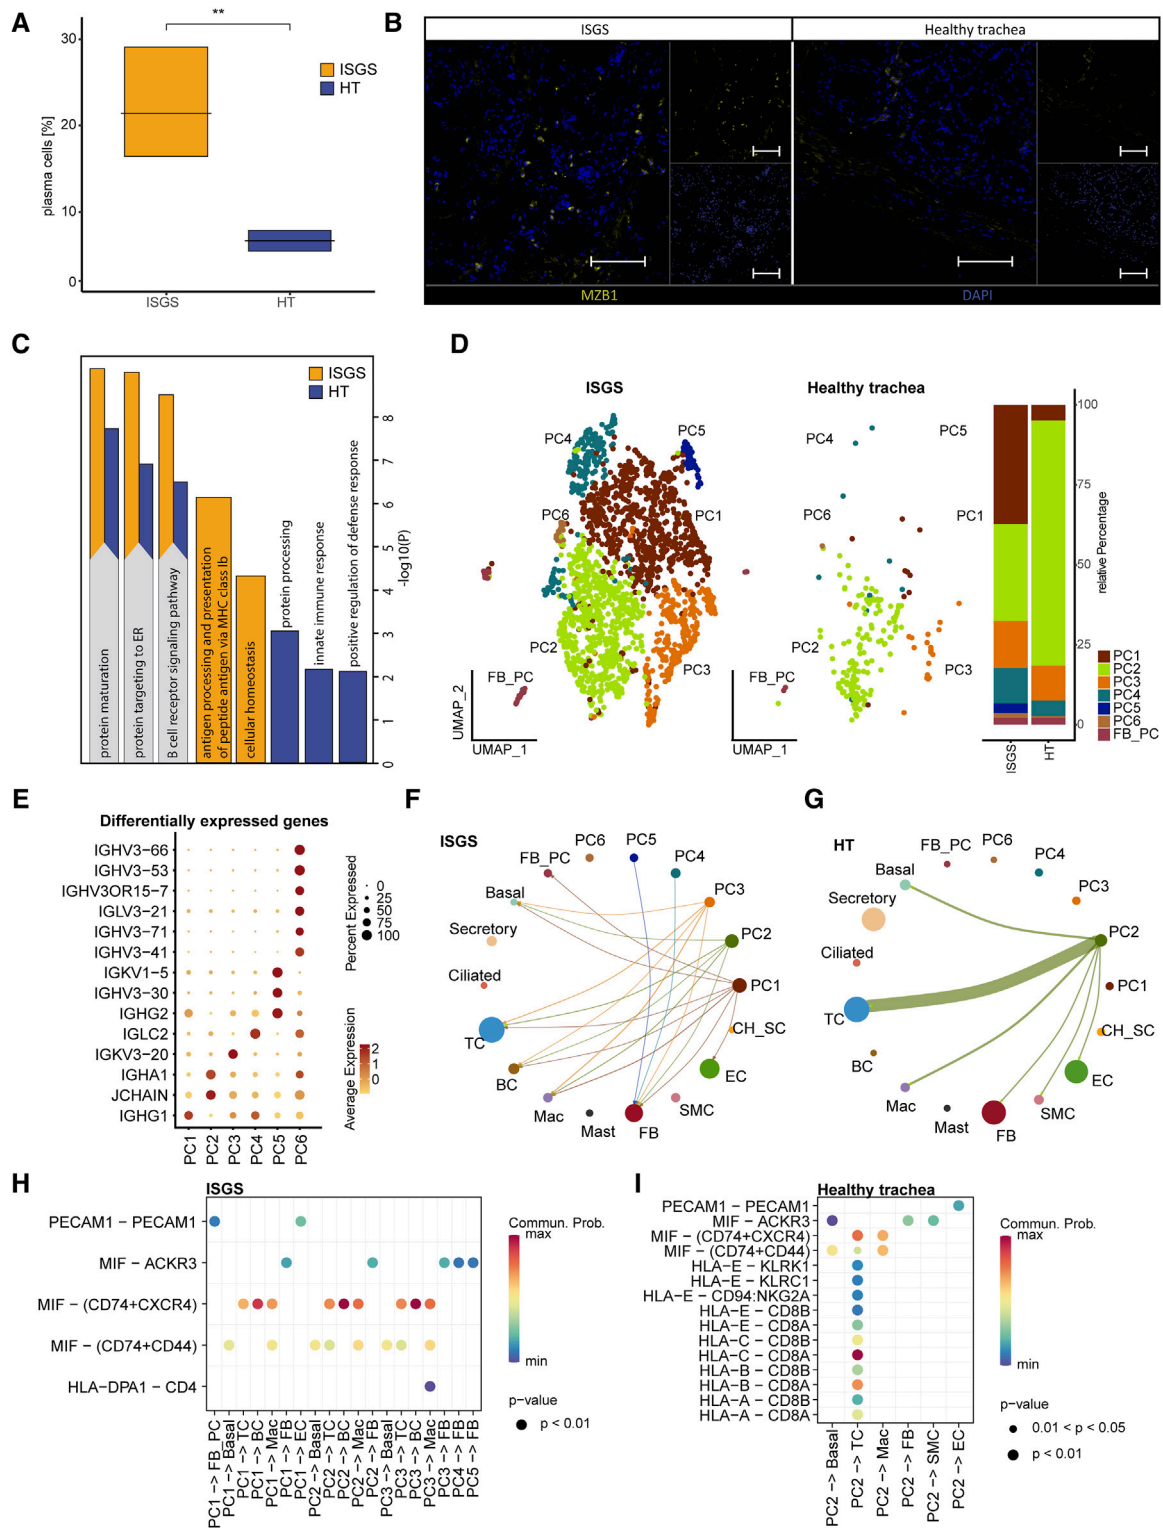 A
**
30
20
10
0
plasma cells [%]
ISGS
HT
ISGS
HT
B
ISGS
Healthy trachea
MZB1
DAPI
C
ISGS
HT
protein maturation
protein targeting to ER
B cell receptor signaling pathway
antigen processing and presentation
of peptide antigen via MHC class Ib
cellular homeostasis
protein processing
innate immune response
positive regulation of defense response
8
7
6
5
4
3
2
1
0
-log10(P)
D
ISGS
Healthy trachea
PC4
PC5
PC6
PC1
PC2
PC3
FB_PC
UMAP_2
UMAP_1
PC4
PC5
PC6
PC1
PC2
PC3
FB_PC
UMAP_1
100
75
50
25
0
relative Percentage
ISGS
HT
PC1
PC2
PC3
PC4
PC5
PC6
FB_PC
E
Differentially expressed genes
IGHV3−66
IGHV3−53
IGHV3OR15−7
IGLV3−21
IGHV3−71
IGHV3−41
IGKV1−5
IGHV3−30
IGHG2
IGLC2
IGKV3−20
IGHA1
JCHAIN
IGHG1
PC1
PC2
PC3
PC4
PC5
PC6
Percent Expressed
0
25
50
75
100
Average Expression
2
1
0
F
ISGS
PC6
PC5
PC4
FB_PC
Basal
PC3
Secretory
PC2
Ciliated
PC1
TC
CH_SC
BC
EC
Mac
Mast
FB
SMC
G
HT
PC6
FB_PC
PC4
Basal
PC3
Secretory
PC2
Ciliated
PC1
TC
CH_SC
BC
EC
Mac
Mast
FB
SMC
H
ISGS
PECAM1 − PECAM1
MIF − ACKR3
MIF − (CD74+CXCR4)
MIF − (CD74+CD44)
HLA−DPA1 − CD4
PC1 −> FB_PC
PC1 −> Basal
PC1 −> TC
PC1 −> BC
PC1 −> Mac
PC1 −> FB
PC1 −> EC
PC2 −> Basal
PC2 −> TC
PC2 −> BC
PC2 −> Mac
PC2 −> FB
PC3 −> Basal
PC3 −> TC
PC3 −> BC
PC3 −> Mac
PC3 −> FB
PC4 −> FB
PC5 −> FB
Commun. Prob.
max
min
p−value
p < 0.01
I
Healthy trachea
PECAM1 − PECAM1
MIF − ACKR3
MIF − (CD74+CXCR4)
MIF − (CD74+CD44)
HLA−E − KLRK1
HLA−E − KLRC1
HLA−E − CD94:NKG2A
HLA−E − CD8B
HLA−E − CD8A
HLA−C − CD8B
HLA−C − CD8A
HLA−B − CD8B
HLA−B − CD8A
HLA−A − CD8B
HLA−A − CD8A
PC2 −> Basal
PC2 −> TC
PC2 −> Mac
PC2 −> FB
PC2 −> SMC
PC2 −> EC
Commun. Prob.
max
min
p−value
0.01 < p < 0.05
p < 0.01